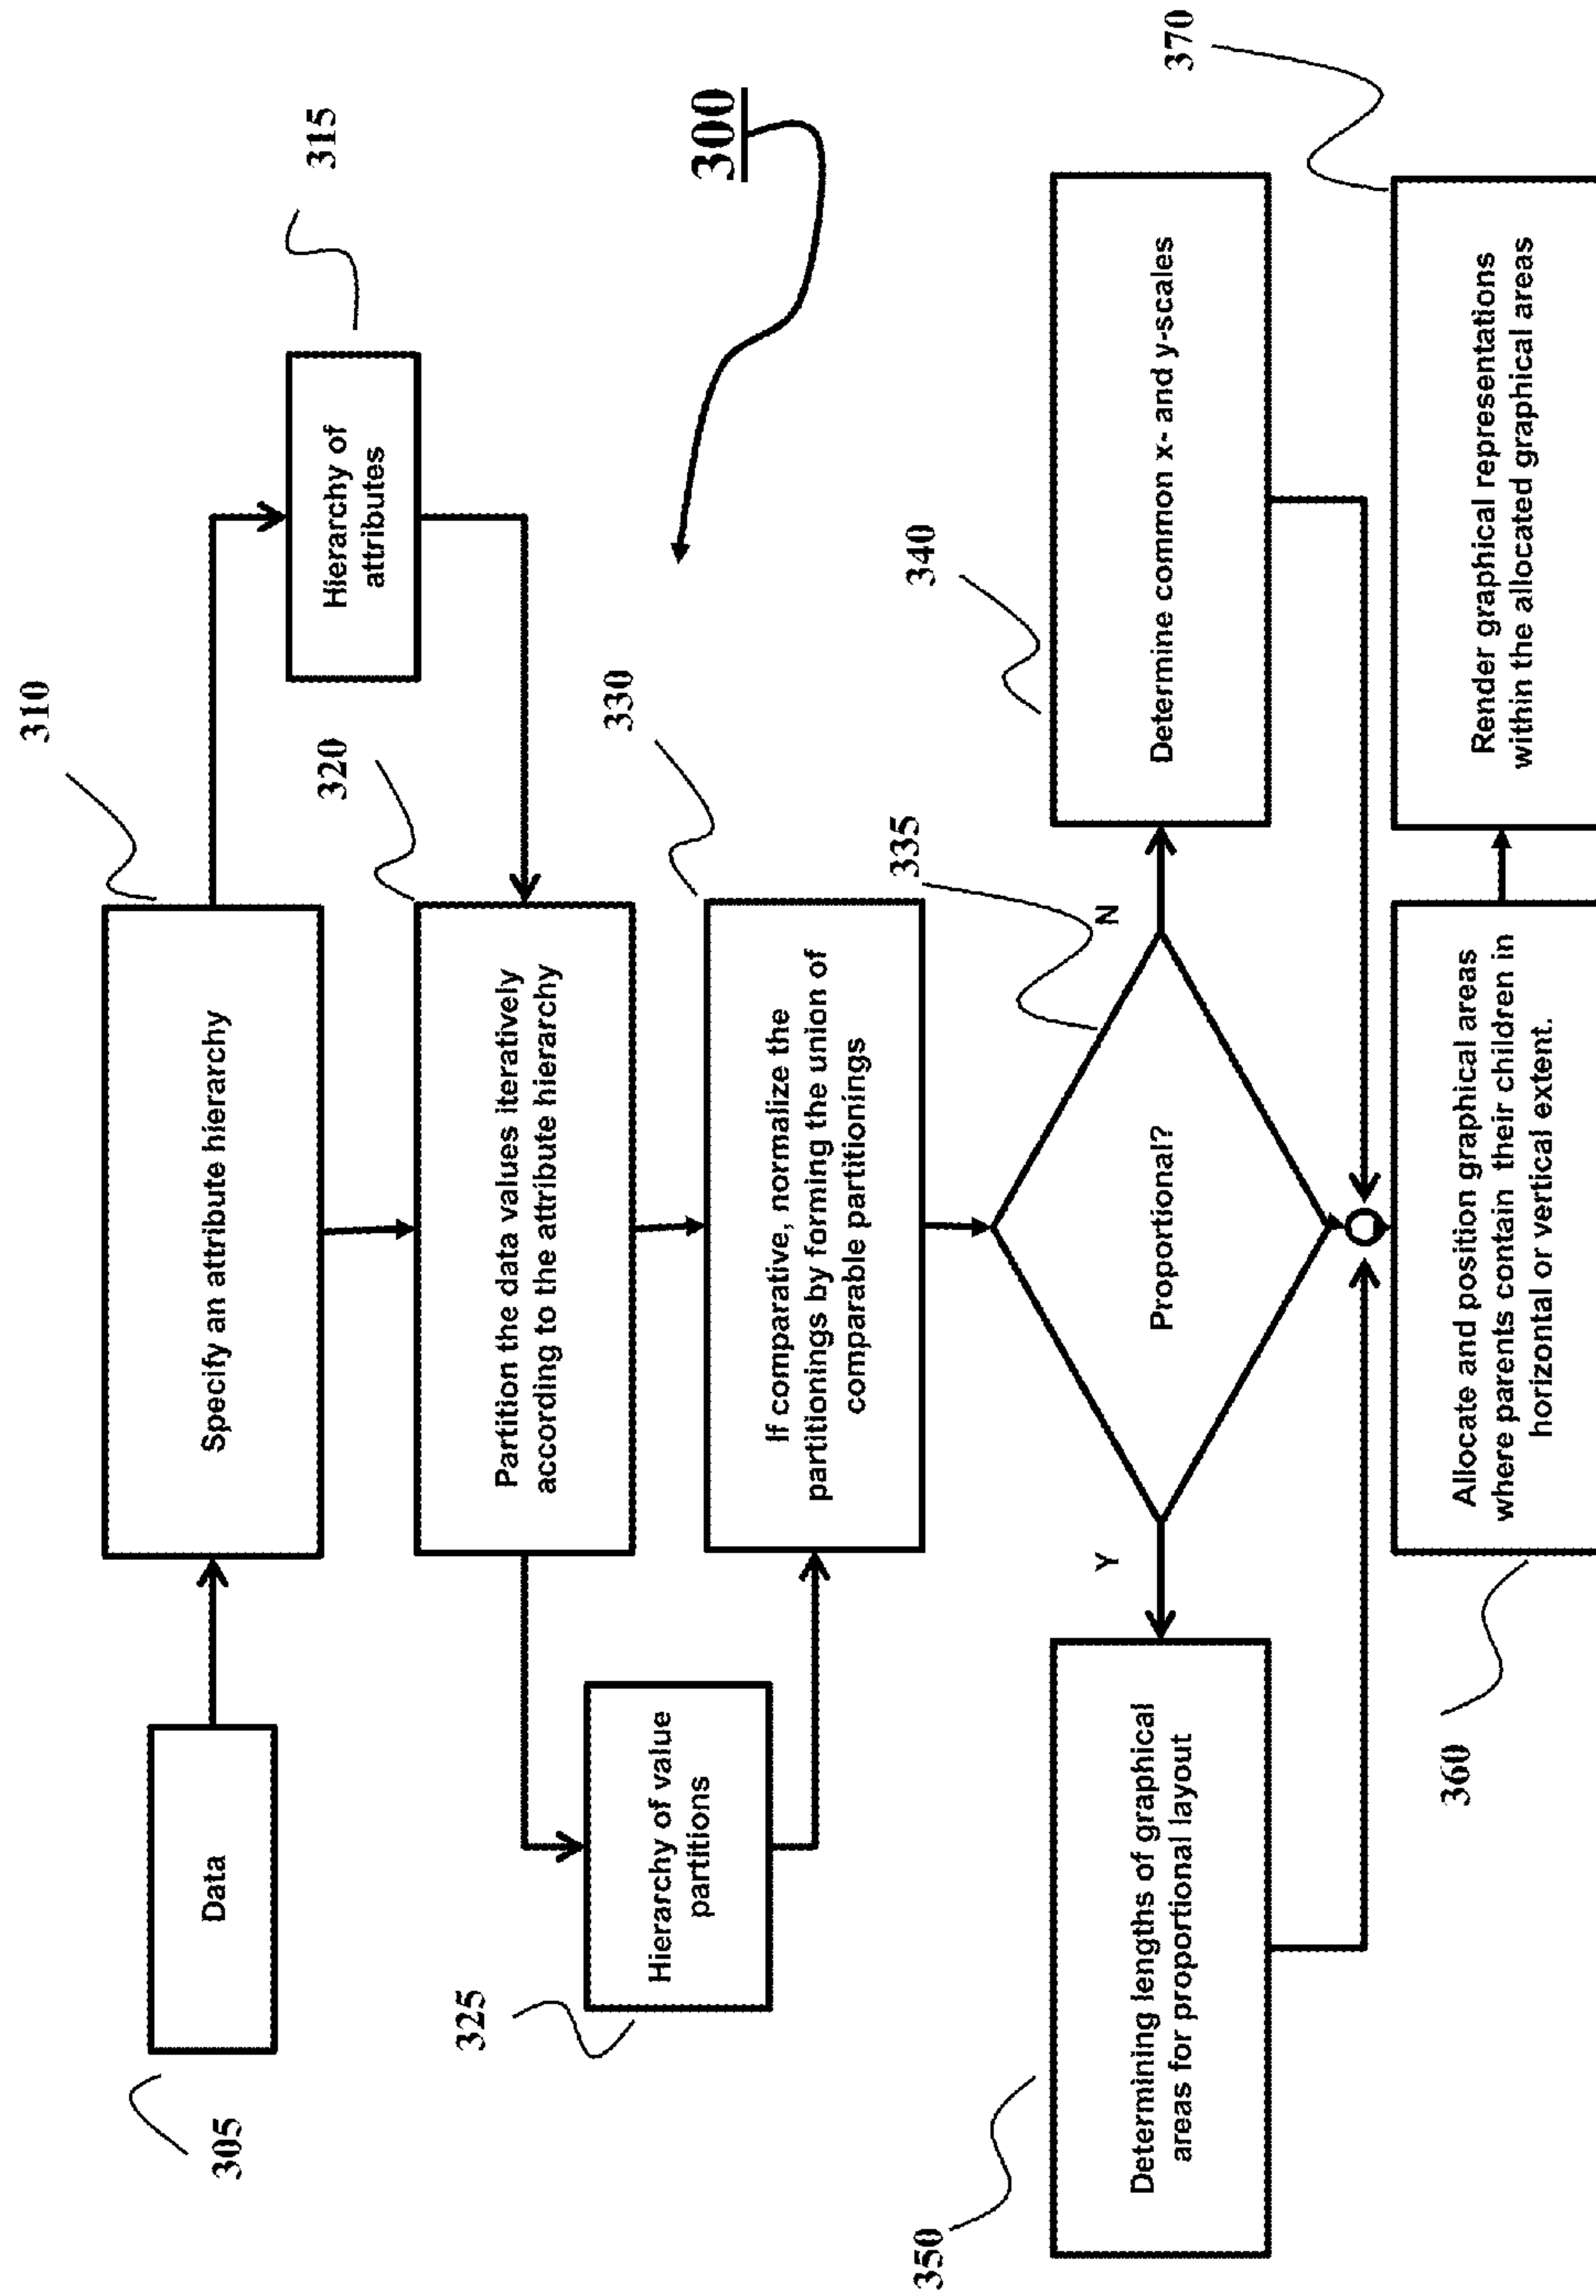 310
315
305
Data
Specify an attribute hierarchy
Hierarchy of
attributes
320
Partition the data values iteratively
according to the attribute hierarchy
300
325
Hierarchy of value
partitions
330
If comparative, normalize the
partitionings by forming the union of
comparable partitionings
335
340
350
Determining lengths of graphical
areas for proportional layout
Y
Proportional?
N
Determine common x- and y-scales
360
Allocate and position graphical areas
where parents contain their children in
horizontal or vertical extent.
370
Render graphical representations
within the allocated graphical areas